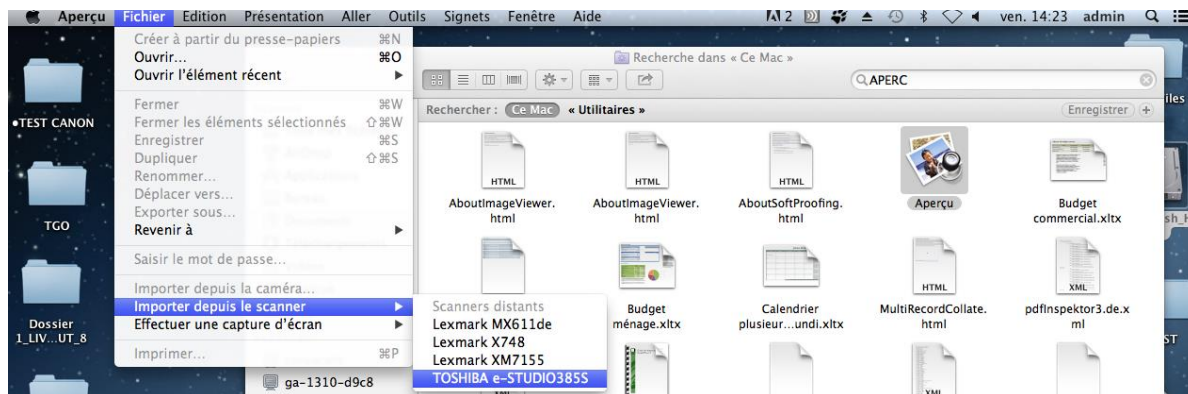 Aperçu Fichier Edition Présentation Aller Outils Signets Fenêtre Aide 2 ven. 14:23 admin
Créer à partir du presse-papiers ⌘N
Ouvrir... ⌘O
Ouvrir l'élément récent
Fermer ⌘W
Fermer les éléments sélectionnés ⇧⌘W
Enregistrer ⌘S
Dupliquer ⇧⌘S
Renommer...
Déplacer vers...
Exporter sous...
Revenir à
Saisir le mot de passe...
Importer depuis la caméra...
Importer depuis le scanner
Effectuer une capture d'écran
Imprimer... ⌘P
Scanners distants
Lexmark MX611de
Lexmark X748
Lexmark XM7155
TOSHIBA e-STUDIO385S
•TEST CANON
TGO
Dossier
1_LIV...UT_8
ga-1310-d9c8
Recherche dans « Ce Mac »
APERC
Rechercher : Ce Mac « Utilitaires » Enregistrer +
HTML
AboutImageViewer.
html
HTML
AboutImageViewer.
html
HTML
AboutSoftProofing.
html
Aperçu
Budget
commercial.xltx
Budget
ménage.xltx
Calendrier
plusieur...undi.xltx
HTML
MultiRecordCollate.
html
XML
pdfInspektor3.de.x
ml
XML
iles
sh_H
ST